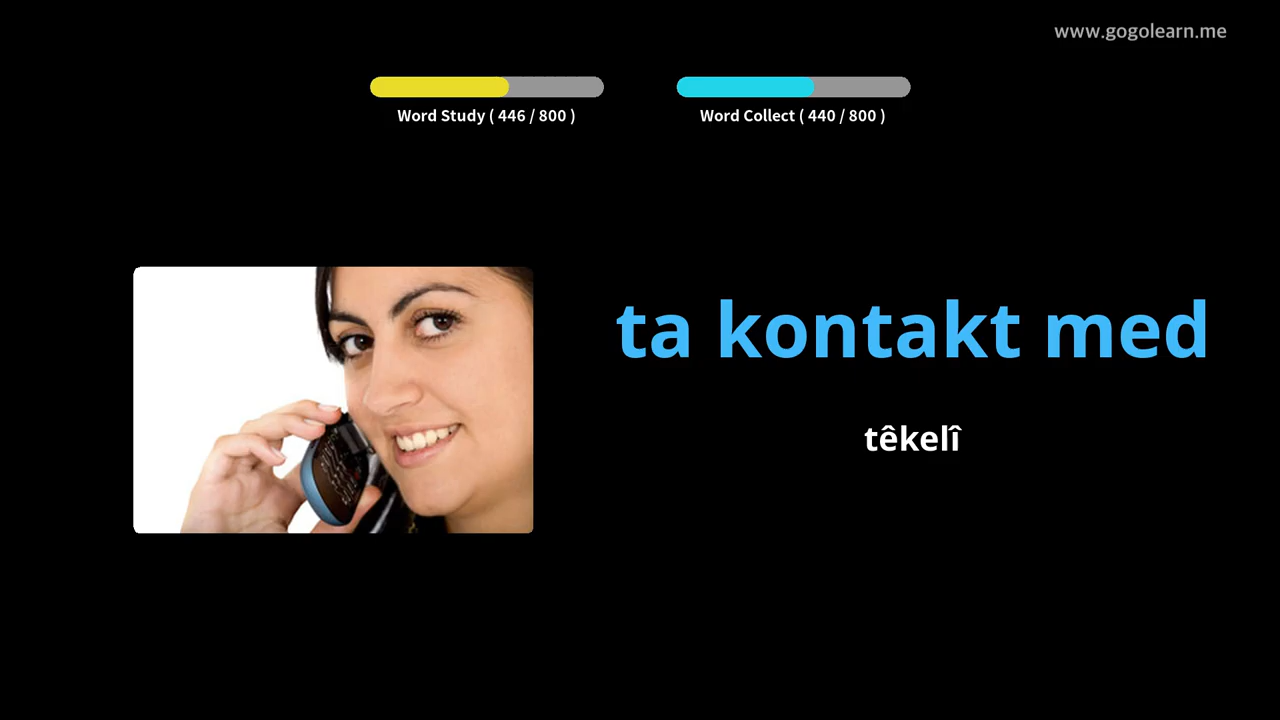 www.gogolearn.me
Word Study ( 446 / 800 )
Word Collect ( 440 / 800 )
ta kontakt med
têkelî